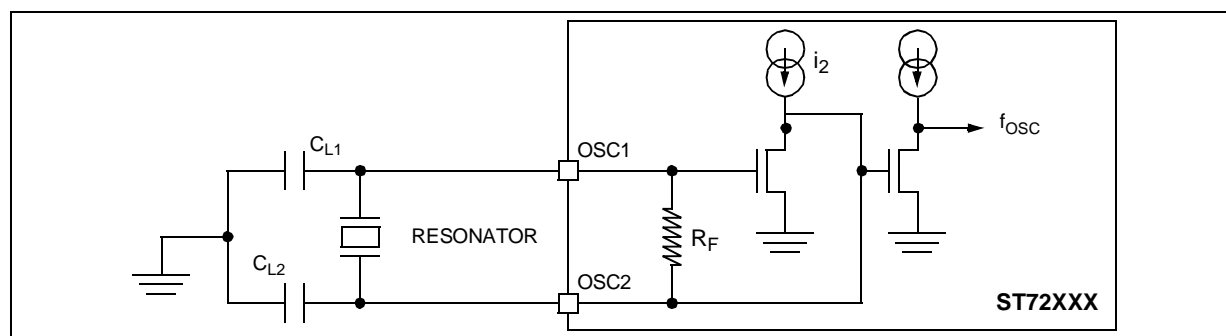 i2
fOSC
CL1
OSC1
RESONATOR
RF
CL2
OSC2
ST72XXX